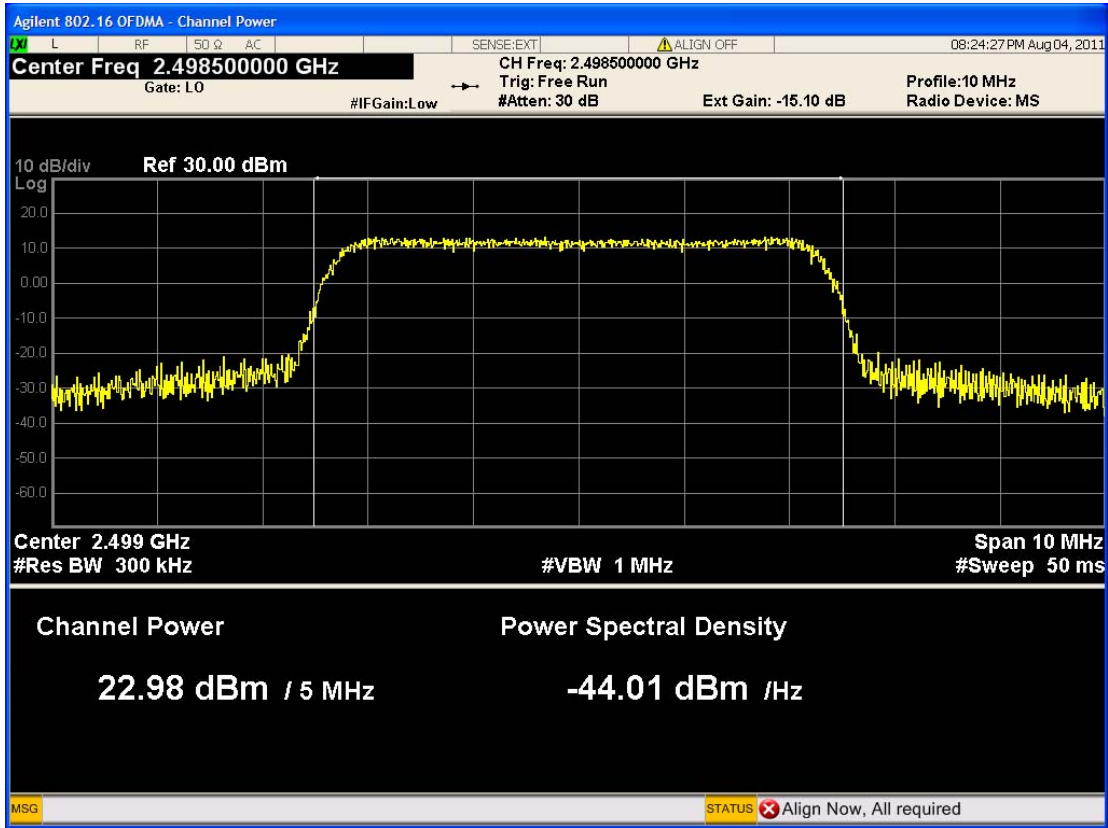 Agilent 802.16 OFDMA - Channel Power
LXI L RF 50 Ω AC SENSE:EXT ALIGN OFF 08:24:27 PM Aug 04, 2011
Center Freq 2.498500000 GHz
Gate: LO
#IFGain:Low
CH Freq: 2.498500000 GHz
Trig: Free Run
#Atten: 30 dB
Ext Gain: -15.10 dB
Profile:10 MHz
Radio Device: MS
10 dB/div Ref 30.00 dBm
Log
20.0
10.0
0.00
-10.0
-20.0
-30.0
-40.0
-50.0
-60.0
Center 2.499 GHz Span 10 MHz
#Res BW 300 kHz #VBW 1 MHz #Sweep 50 ms
Channel Power Power Spectral Density
22.98 dBm / 5 MHz -44.01 dBm /Hz
MSG STATUS Align Now, All required